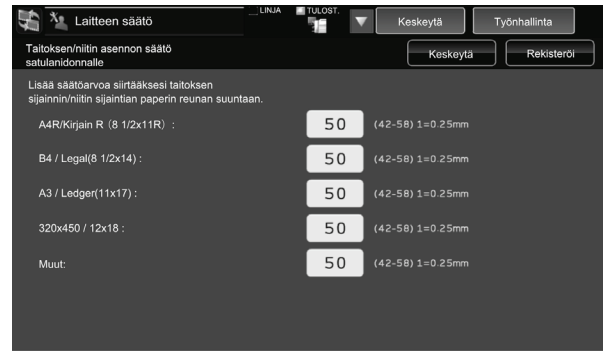 Laitteen säätö
LINJA
TULOST.
Keskeytä
Työnhallinta
Taitoksen/niitin asennon säätö
satulanidonnalle
Keskeytä
Rekisteröi
Lisää säätöarvoa siirtääksesi taitoksen
sijainnin/niitin sijaintian paperin reunan suuntaan.
A4R/Kirjain R (8 1/2x11R) : 50 (42-58) 1=0.25mm
B4 / Legal(8 1/2x14) : 50 (42-58) 1=0.25mm
A3 / Ledger(11x17) : 50 (42-58) 1=0.25mm
320x450 / 12x18 : 50 (42-58) 1=0.25mm
Muut: 50 (42-58) 1=0.25mm